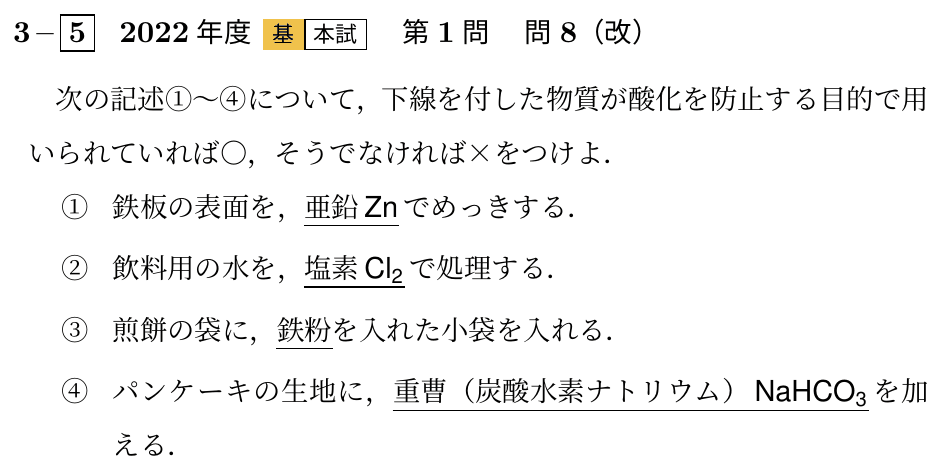 3−5 2022年度 基 本試 第1問 問8（改）
次の記述①〜④について，下線を付した物質が酸化を防止する目的で用
いられていれば○，そうでなければ×をつけよ．
① 鉄板の表面を，亜鉛 Zn でめっきする．
② 飲料用の水を，塩素 Cl₂ で処理する．
③ 煎餅の袋に，鉄粉を入れた小袋を入れる．
④ パンケーキの生地に，重曹（炭酸水素ナトリウム） NaHCO₃ を加
える．